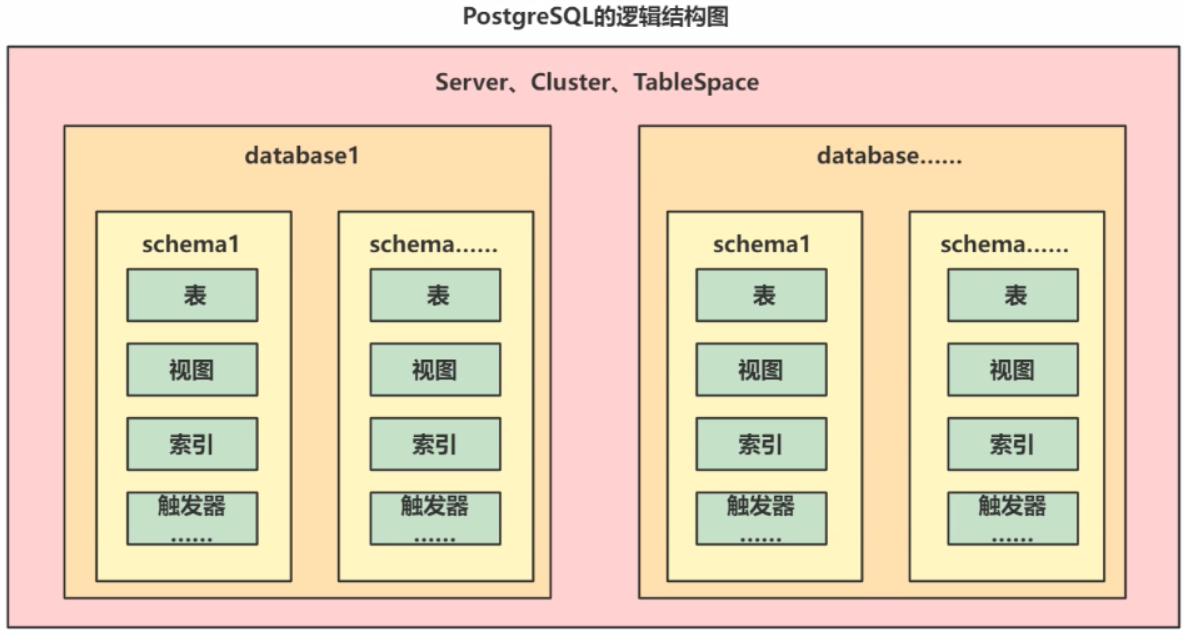 PostgreSQL的逻辑结构图
Server、Cluster、TableSpace
database1
schema1
表
视图
索引
触发器
......
schema......
表
视图
索引
触发器
......
database......
schema1
表
视图
索引
触发器
......
schema......
表
视图
索引
触发器
......